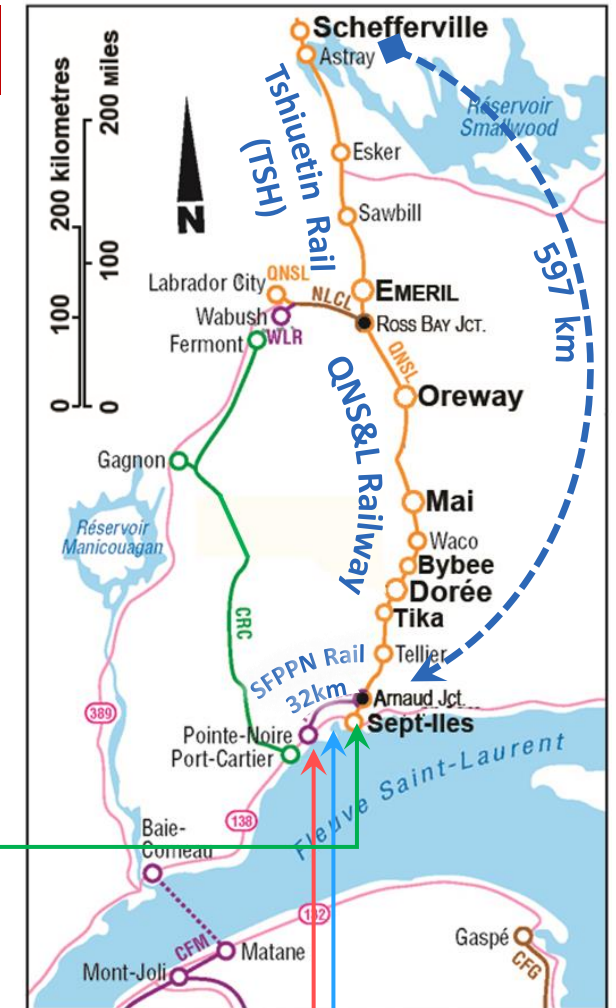 Schefferville
Astray
Réservoir
Smallwood
Tshiuetin Rail
(TSH)
200 kilometres
100
0
200 MILES
100
0
N
Esker
Sawbill
597 km
Labrador City
QNSL
NLCL
EMERIL
Wabush
WLR
ROSS BAY JCT.
Fermont
QNSL
Oreway
QNS&L Railway
Gagnon
Mai
Réservoir
Manicouagan
Waco
Bybee
Dorée
Tika
CRC
Tellier
SFPPN Rail
32km
389
Arnaud Jct.
Sept-Iles
Pointe-Noire
Port-Cartier
Fleuve Saint-Laurent
138
Baie-
Comeau
132
CFM
Matane
Mont-Joli
Gaspé
CFG